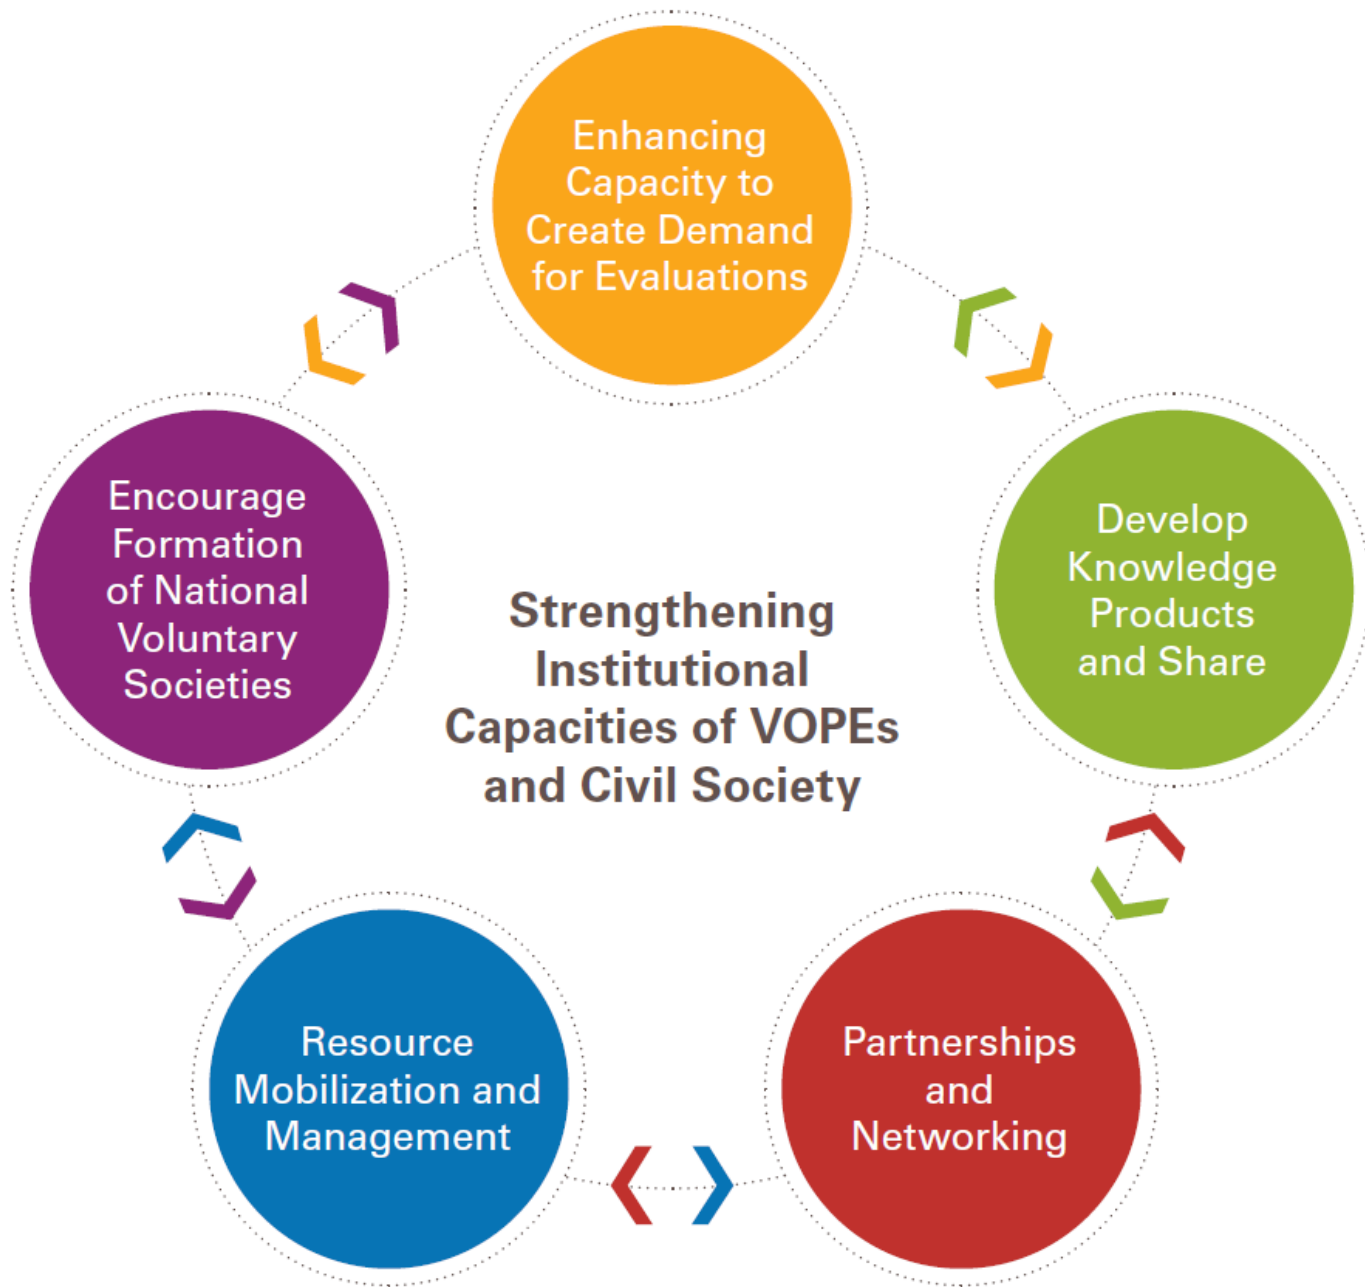 Enhancing
Capacity to
Create Demand
for Evaluations
Encourage
Formation
of National
Voluntary
Societies
Develop
Knowledge
Products
and Share
Strengthening
Institutional
Capacities of VOPEs
and Civil Society
Resource
Mobilization and
Management
Partnerships
and
Networking